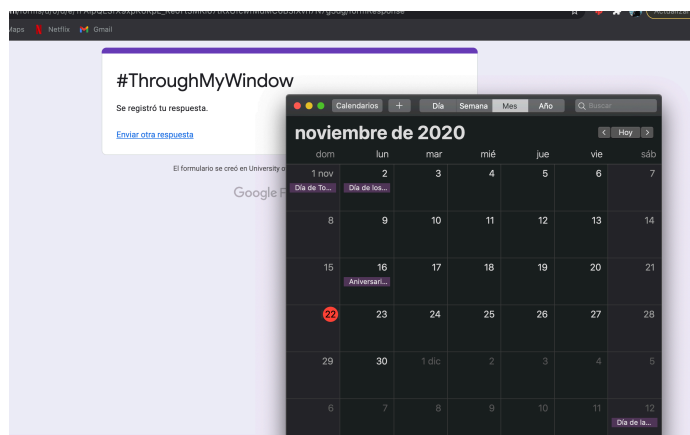 Maps Netflix Gmail
#ThroughMyWindow
Se registró tu respuesta.
Enviar otra respuesta
El formulario se creó en University o
Google F
Calendarios + Día Semana Mes Año Buscar
noviembre de 2020
< Hoy >
dom lun mar mié jue vie sáb
1 nov 2 3 4 5 6 7
Día de To... Día de los...
8 9 10 11 12 13 14
15 16 17 18 19 20 21
Aniversari...
22 23 24 25 26 27 28
29 30 1 dic 2 3 4 5
6 7 8 9 10 11 12
Día de la...